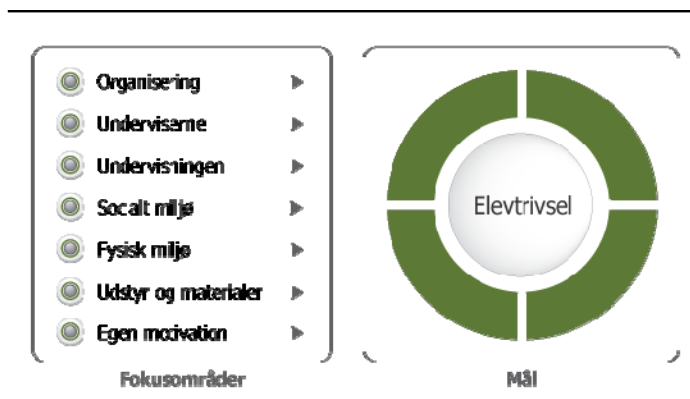 Organisering
Underviserne
Undervisningen
Socialt miljø
Fysisk miljø
Udstyr og materialer
Egen motivation
Fokusområder
Elevtrivsel
Mål